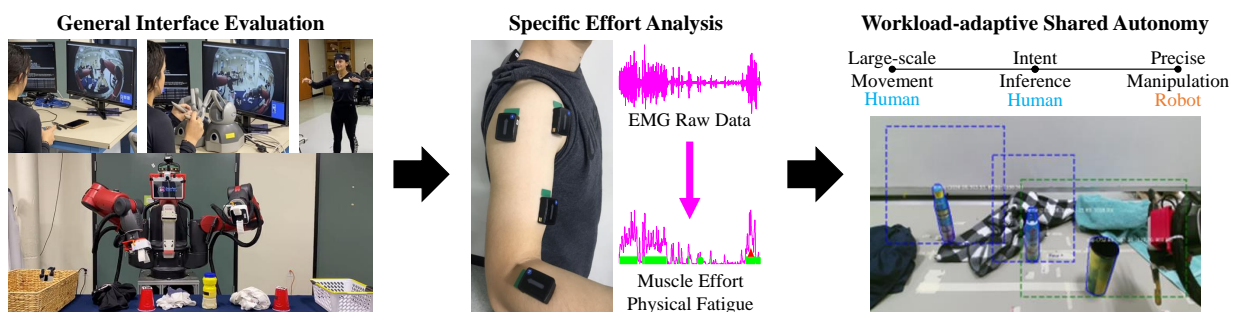 General Interface Evaluation
Specific Effort Analysis
EMG Raw Data
Muscle Effort
Physical Fatigue
Workload-adaptive Shared Autonomy
Large-scale Intent Precise
Movement Inference Manipulation
Human Human Robot